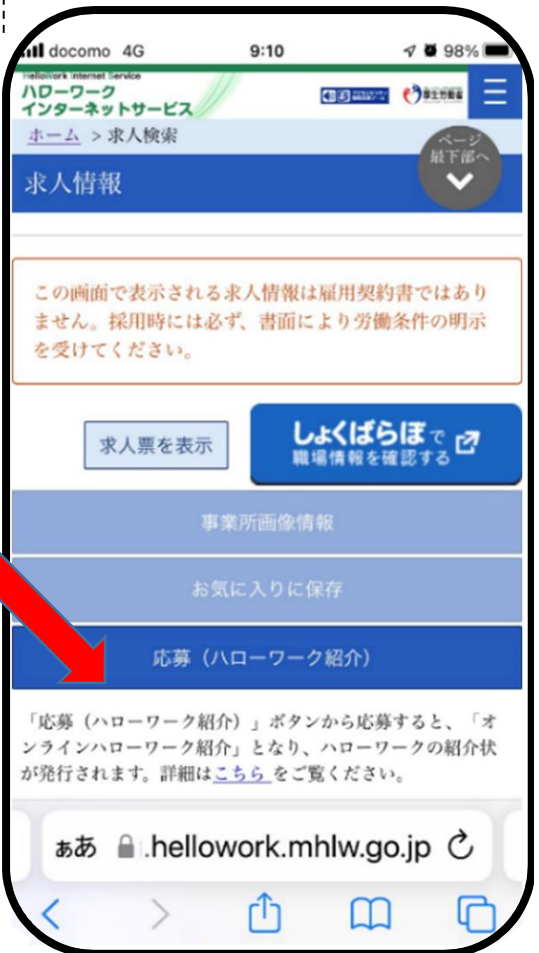 docomo 4G 9:10 98%
HelloWork Internet Service
ハローワーク
インターネットサービス
厚生労働省
ホーム > 求人検索
ページ
最下部へ
求人情報
この画面で表示される求人情報は雇用契約書ではあり
ません。採用時には必ず、書面により労働条件の明示
を受けてください。
求人票を表示
しょくばらぼで
職場情報を確認する
事業所画像情報
お気に入りに保存
応募（ハローワーク紹介）
「応募（ハローワーク紹介）」ボタンから応募すると、「オ
ンラインハローワーク紹介」となり、ハローワークの紹介状
が発行されます。詳細はこちら をご覧ください。
ぁあ .hellowork.mhlw.go.jp